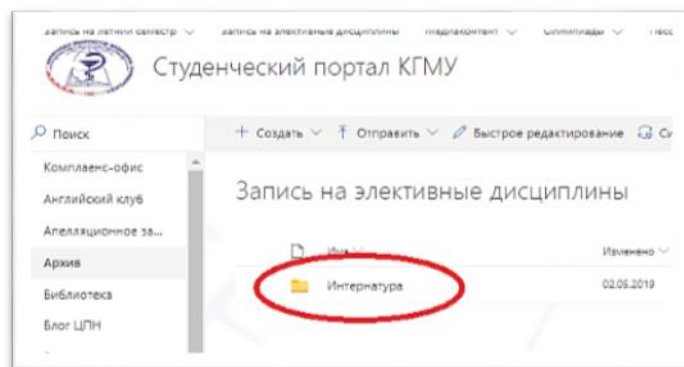 Запись на летний семестр Запись на элективные дисциплины Медиаконтент Олимпиады
Студенческий портал КГМУ
Поиск
+ Создать Отправить Быстрое редактирование
Комплаенс-офис
Английский клуб
Апелляционное за...
Архив
Библиотека
Блог ЦПН
Запись на элективные дисциплины
Имя Изменено
Интернатура 02.05.2019